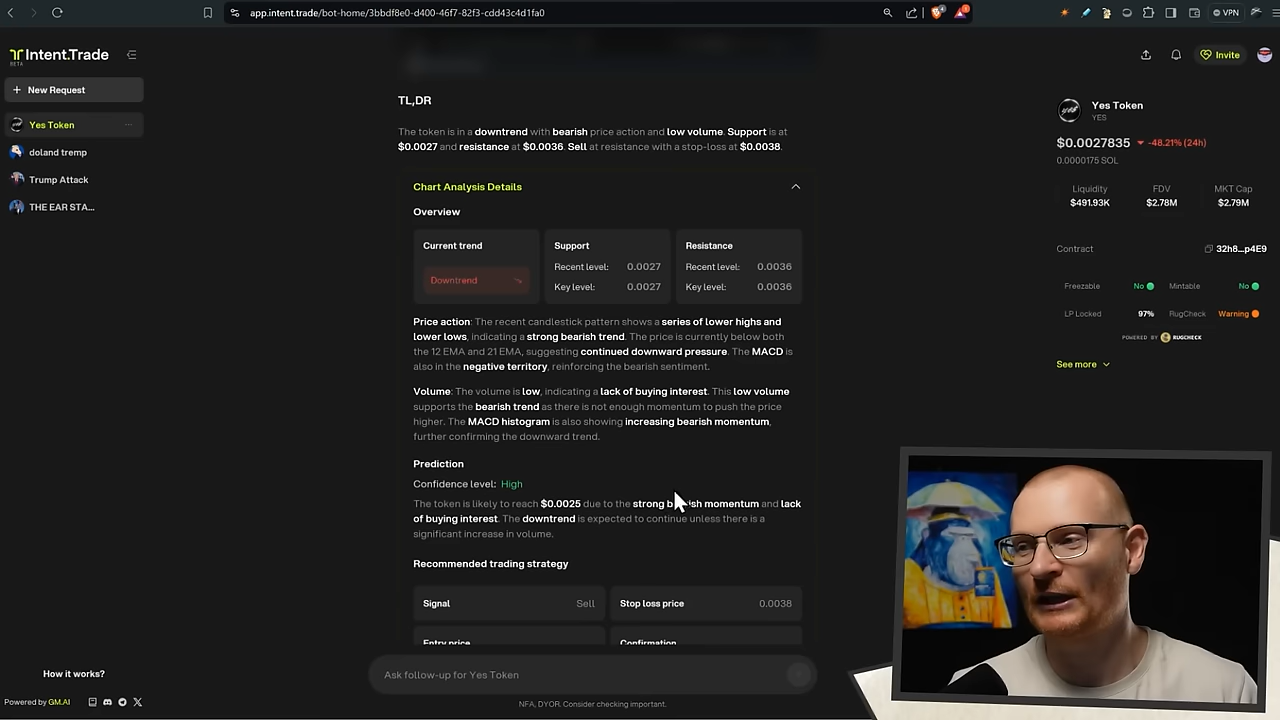 app.intent.trade/bot-home/3bbdf8e0-d400-46f7-82f3-cdd43c4d1fa0
VPN
Intent.Trade
BETA
Invite
New Request
Yes Token
doland tremp
Trump Attack
THE EAR STA...
TL,DR
The token is in a downtrend with bearish price action and low volume. Support is at
$0.0027 and resistance at $0.0036. Sell at resistance with a stop-loss at $0.0038.
Chart Analysis Details
Overview
Current trend
Downtrend
Support
Recent level: 0.0027
Key level: 0.0027
Resistance
Recent level: 0.0036
Key level: 0.0036
Price action: The recent candlestick pattern shows a series of lower highs and
lower lows, indicating a strong bearish trend. The price is currently below both
the 12 EMA and 21 EMA, suggesting continued downward pressure. The MACD is
also in the negative territory, reinforcing the bearish sentiment.
Volume: The volume is low, indicating a lack of buying interest. This low volume
supports the bearish trend as there is not enough momentum to push the price
higher. The MACD histogram is also showing increasing bearish momentum,
further confirming the downward trend.
Prediction
Confidence level: High
The token is likely to reach $0.0025 due to the strong bearish momentum and lack
of buying interest. The downtrend is expected to continue unless there is a
significant increase in volume.
Recommended trading strategy
Signal Sell
Stop loss price 0.0038
Entry price
Confirmation
Ask follow-up for Yes Token
NFA, DYOR. Consider checking important.
How it works?
Powered by GM.AI
Yes Token
YES
$0.0027835 -48.21% (24h)
0.0000175 SOL
Liquidity FDV MKT Cap
$491.93K $2.78M $2.79M
Contract 32h8...p4E9
Freezable No Mintable No
LP Locked 97% RugCheck Warning
POWERED BY RUGCHECK
See more